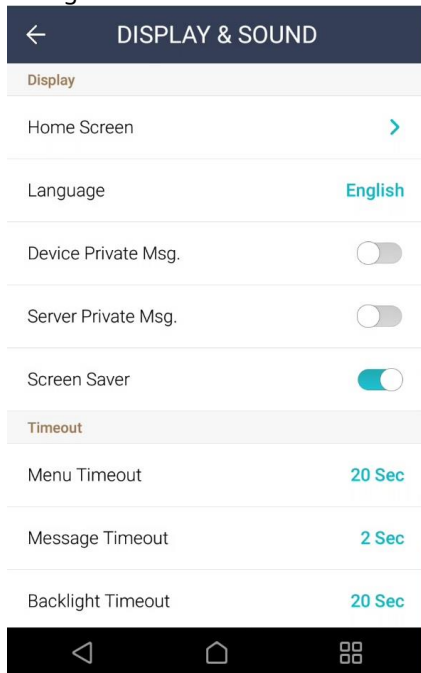 DISPLAY & SOUND
Display
Home Screen
Language English
Device Private Msg.
Server Private Msg.
Screen Saver
Timeout
Menu Timeout 20 Sec
Message Timeout 2 Sec
Backlight Timeout 20 Sec